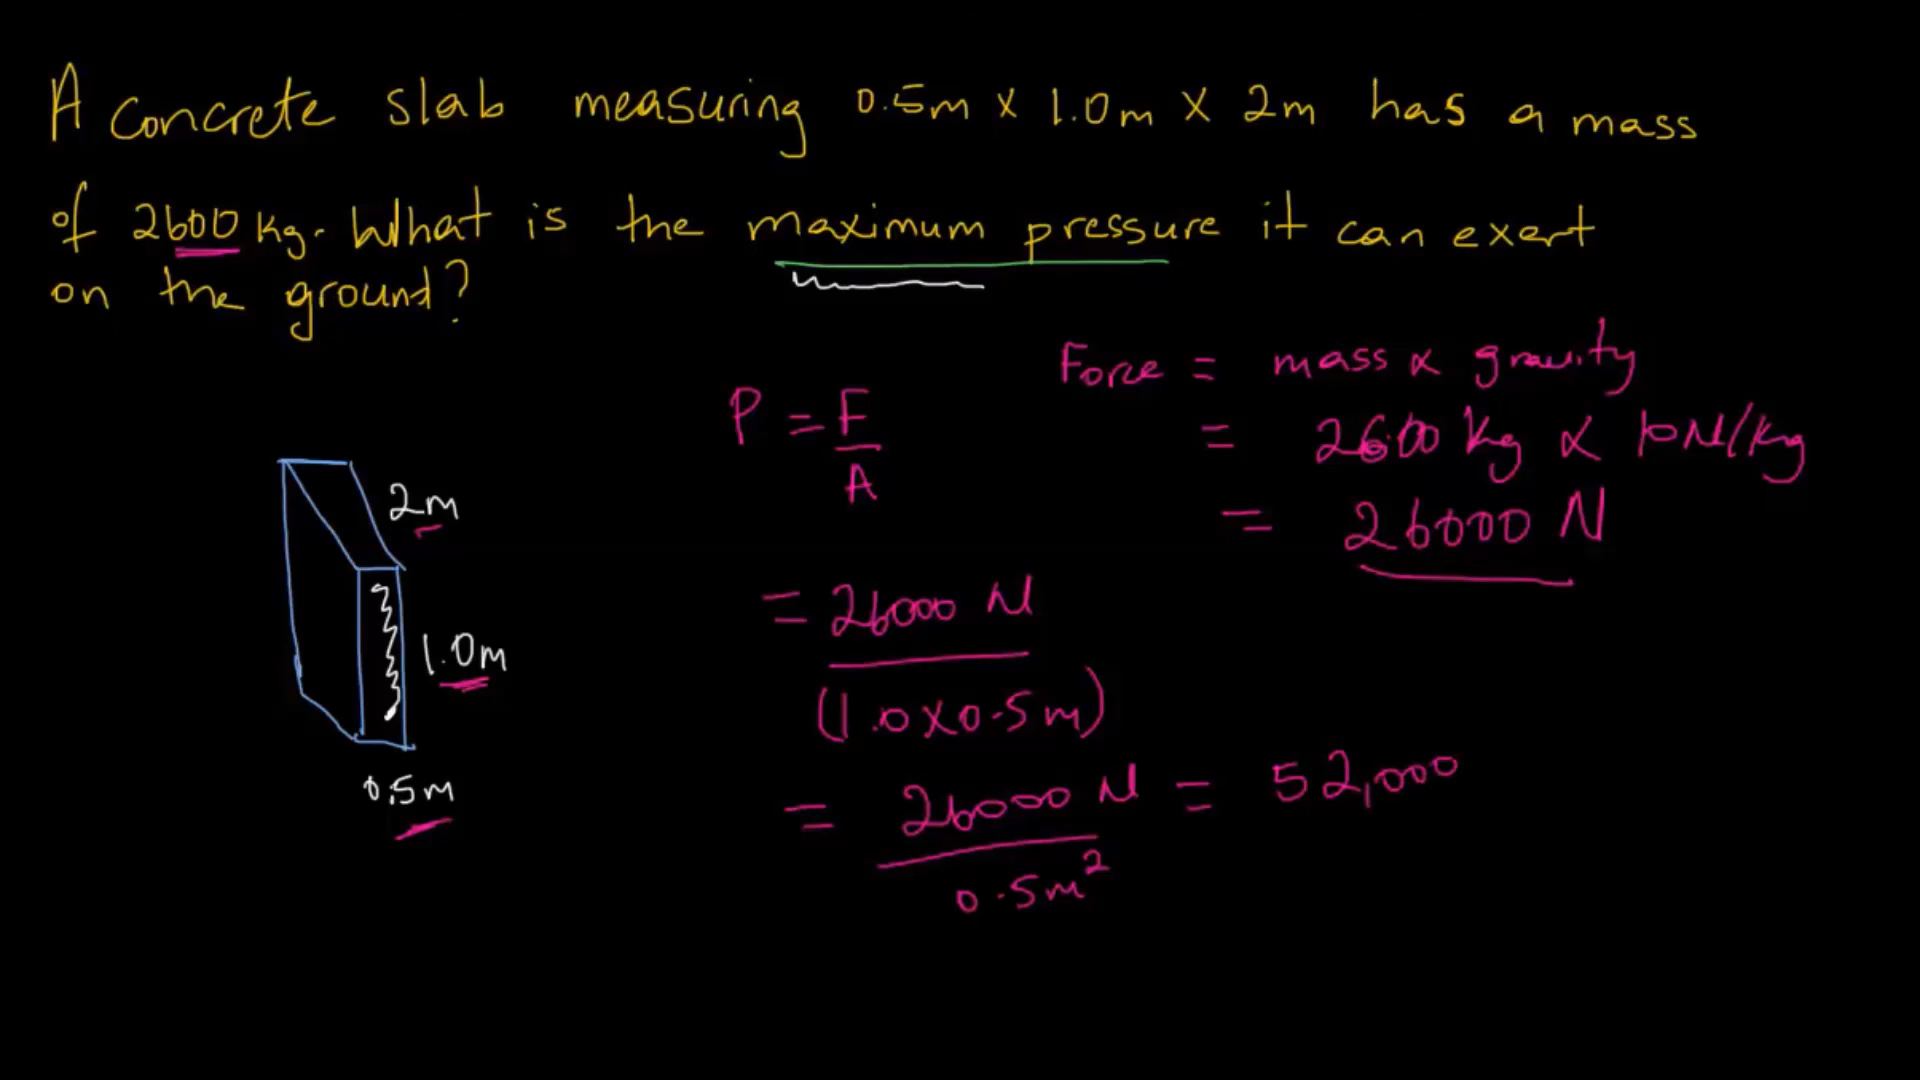 A concrete slab measuring 0.5m x 1.0m x 2m has a mass
of 2600 kg. What is the maximum pressure it can exert
on the ground?
Force = mass x gravity
P = F/A
= 2600 kg x 10N/kg
= 26000 N
2m
1.0m
0.5m
= 26000 N
(1.0x0.5m)
= 26000 N = 52,000
0.5m²